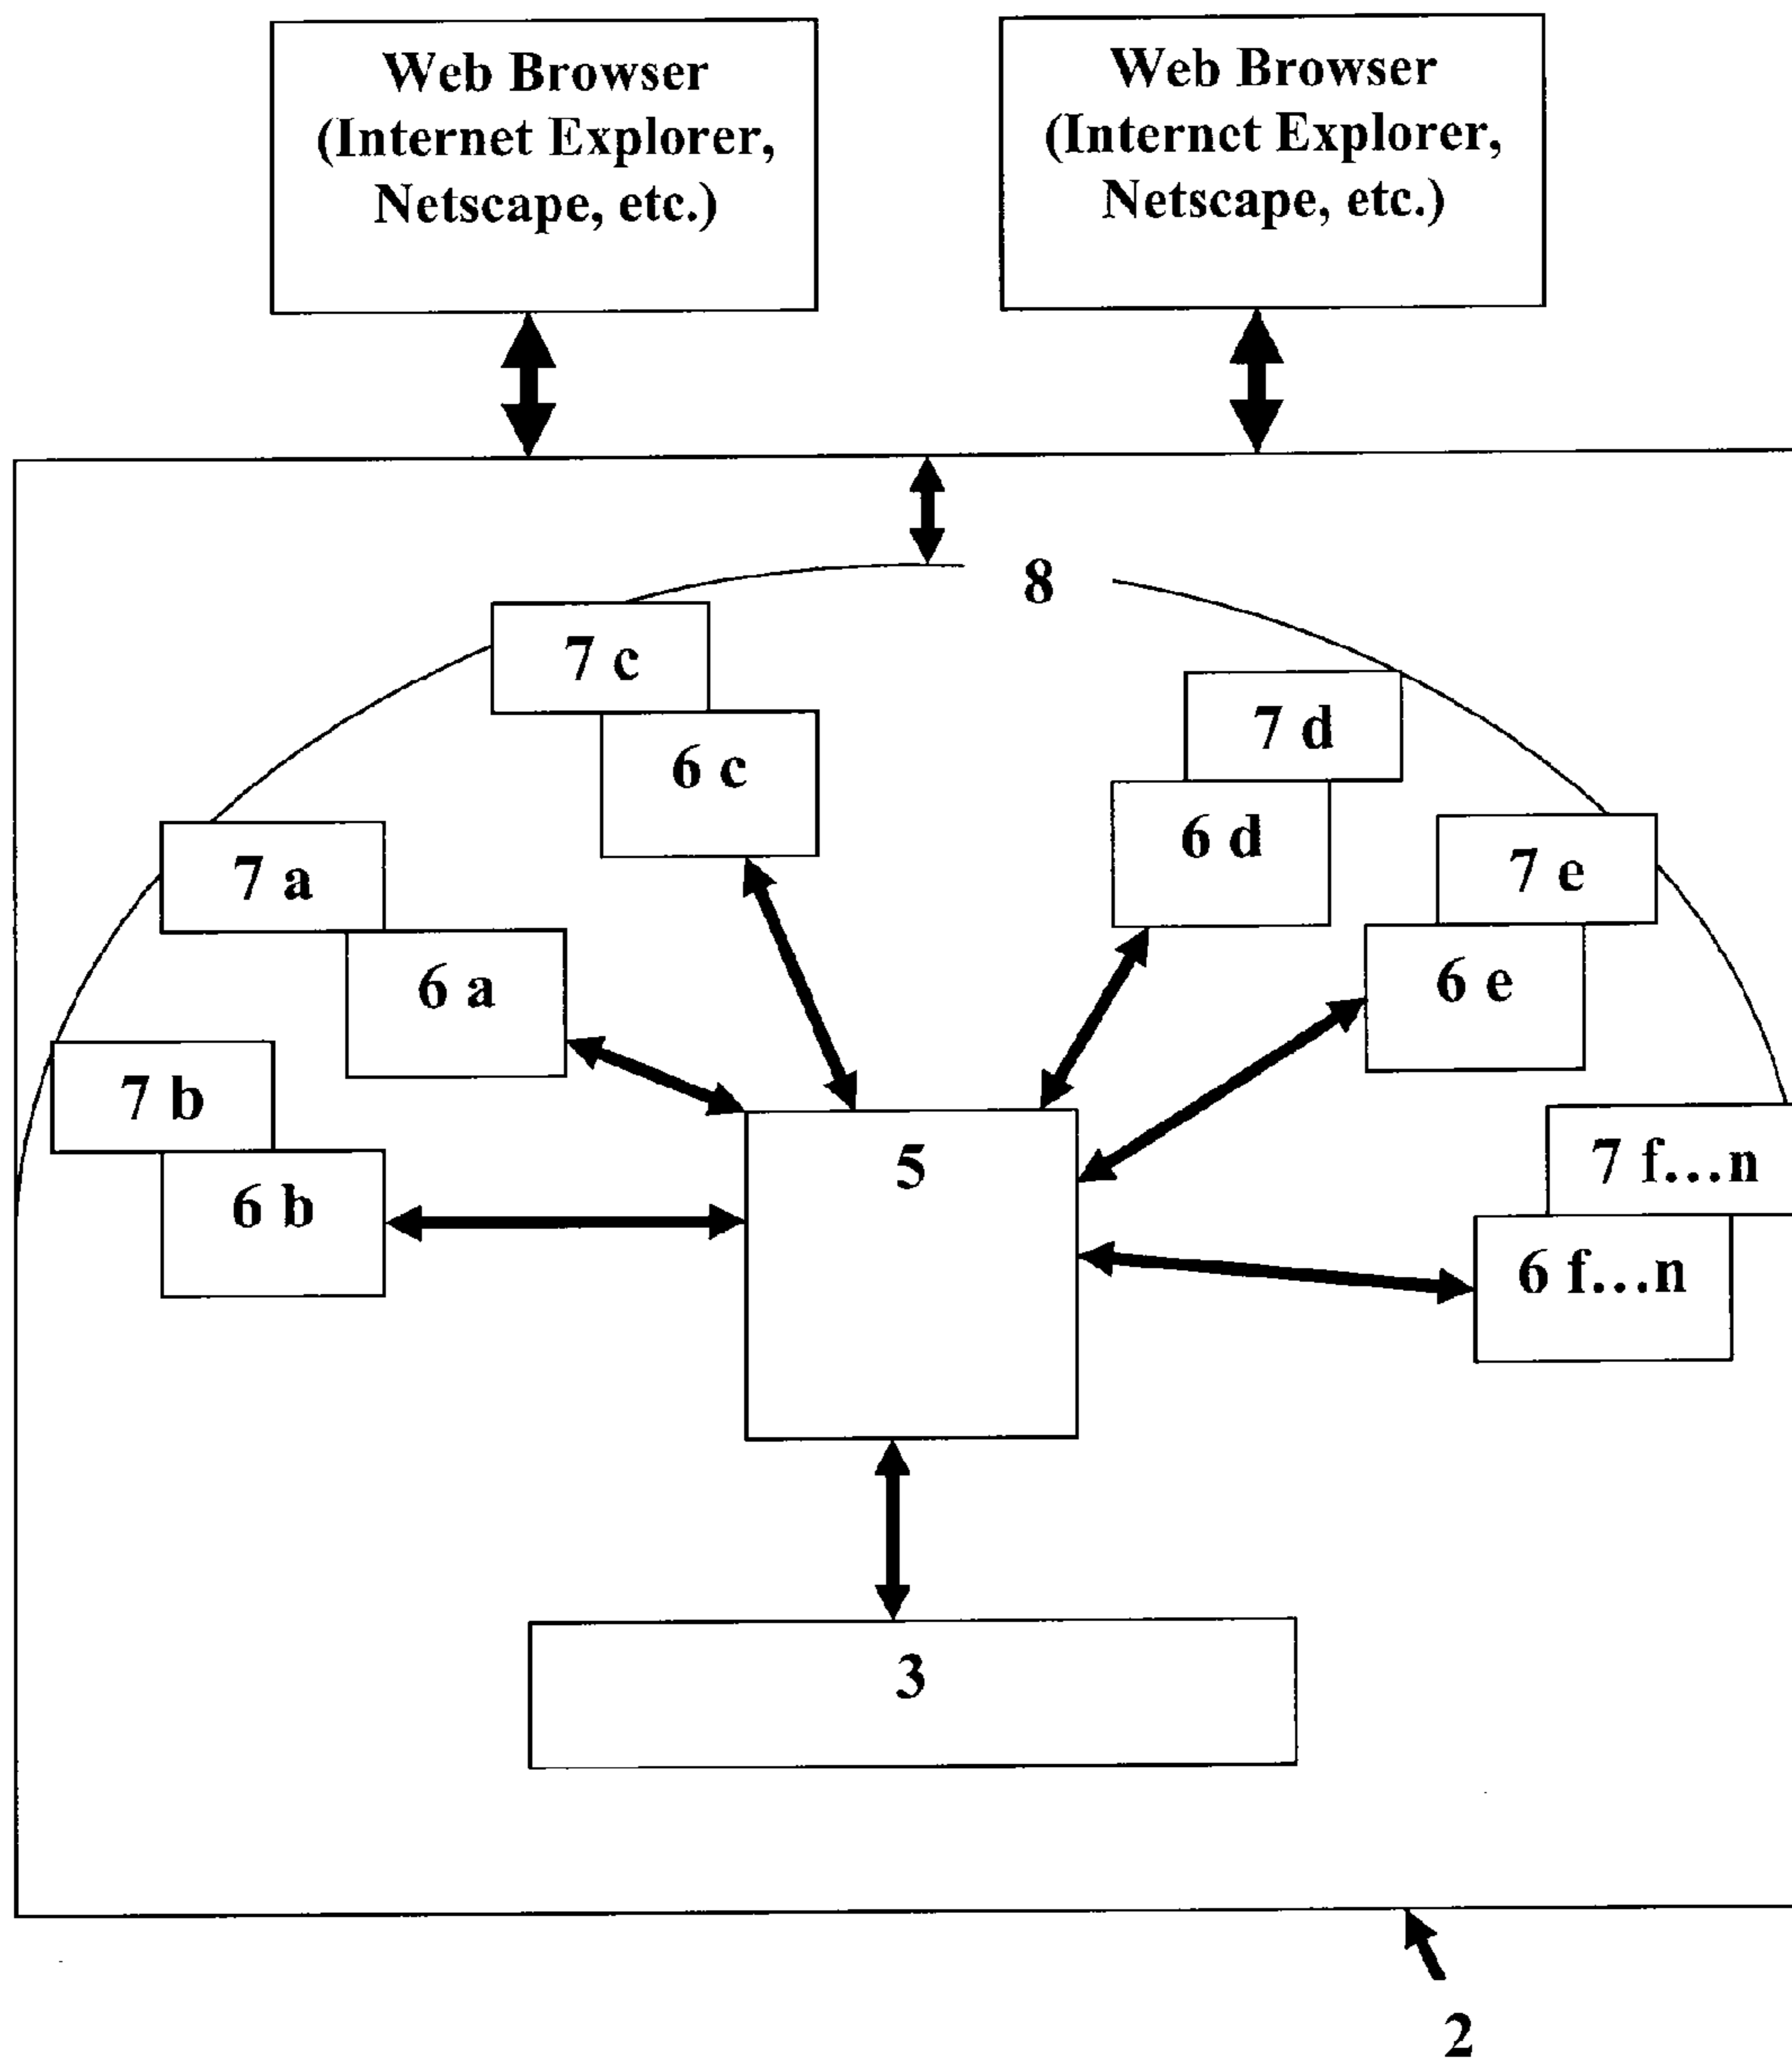 Web Browser
(Internet Explorer,
Netscape, etc.)
Web Browser
(Internet Explorer,
Netscape, etc.)
8
7 c
6 c
7 d
6 d
7 a
6 a
7 e
6 e
7 b
6 b
5
7 f...n
6 f...n
3
2